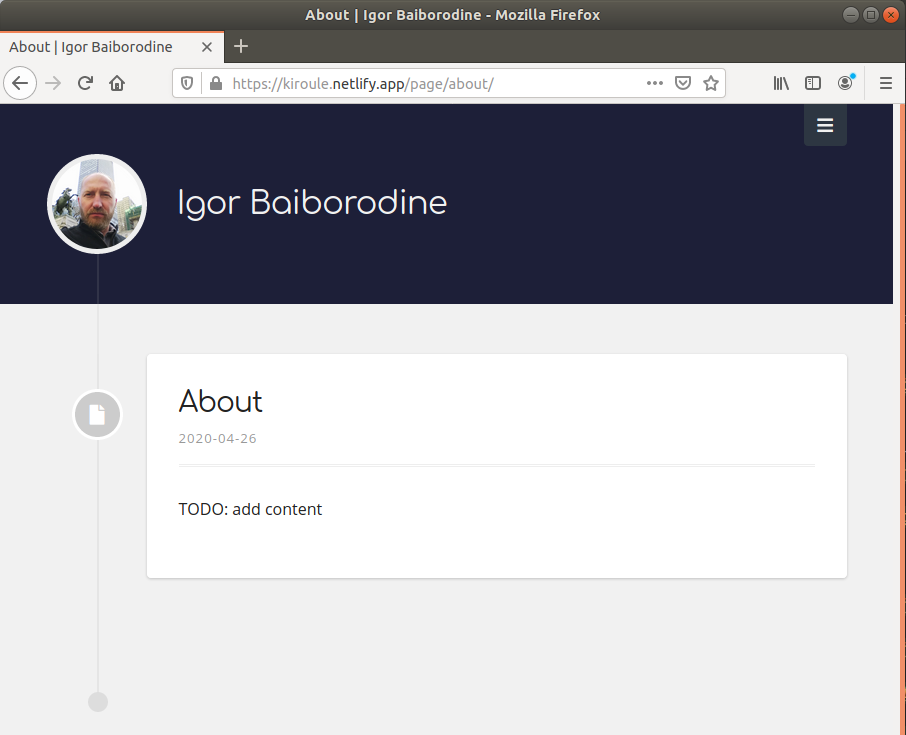 About | Igor Baiborodine - Mozilla Firefox
About | Igor Baiborodine
https://kiroule.netlify.app/page/about/
Igor Baiborodine
About
2020-04-26
TODO: add content